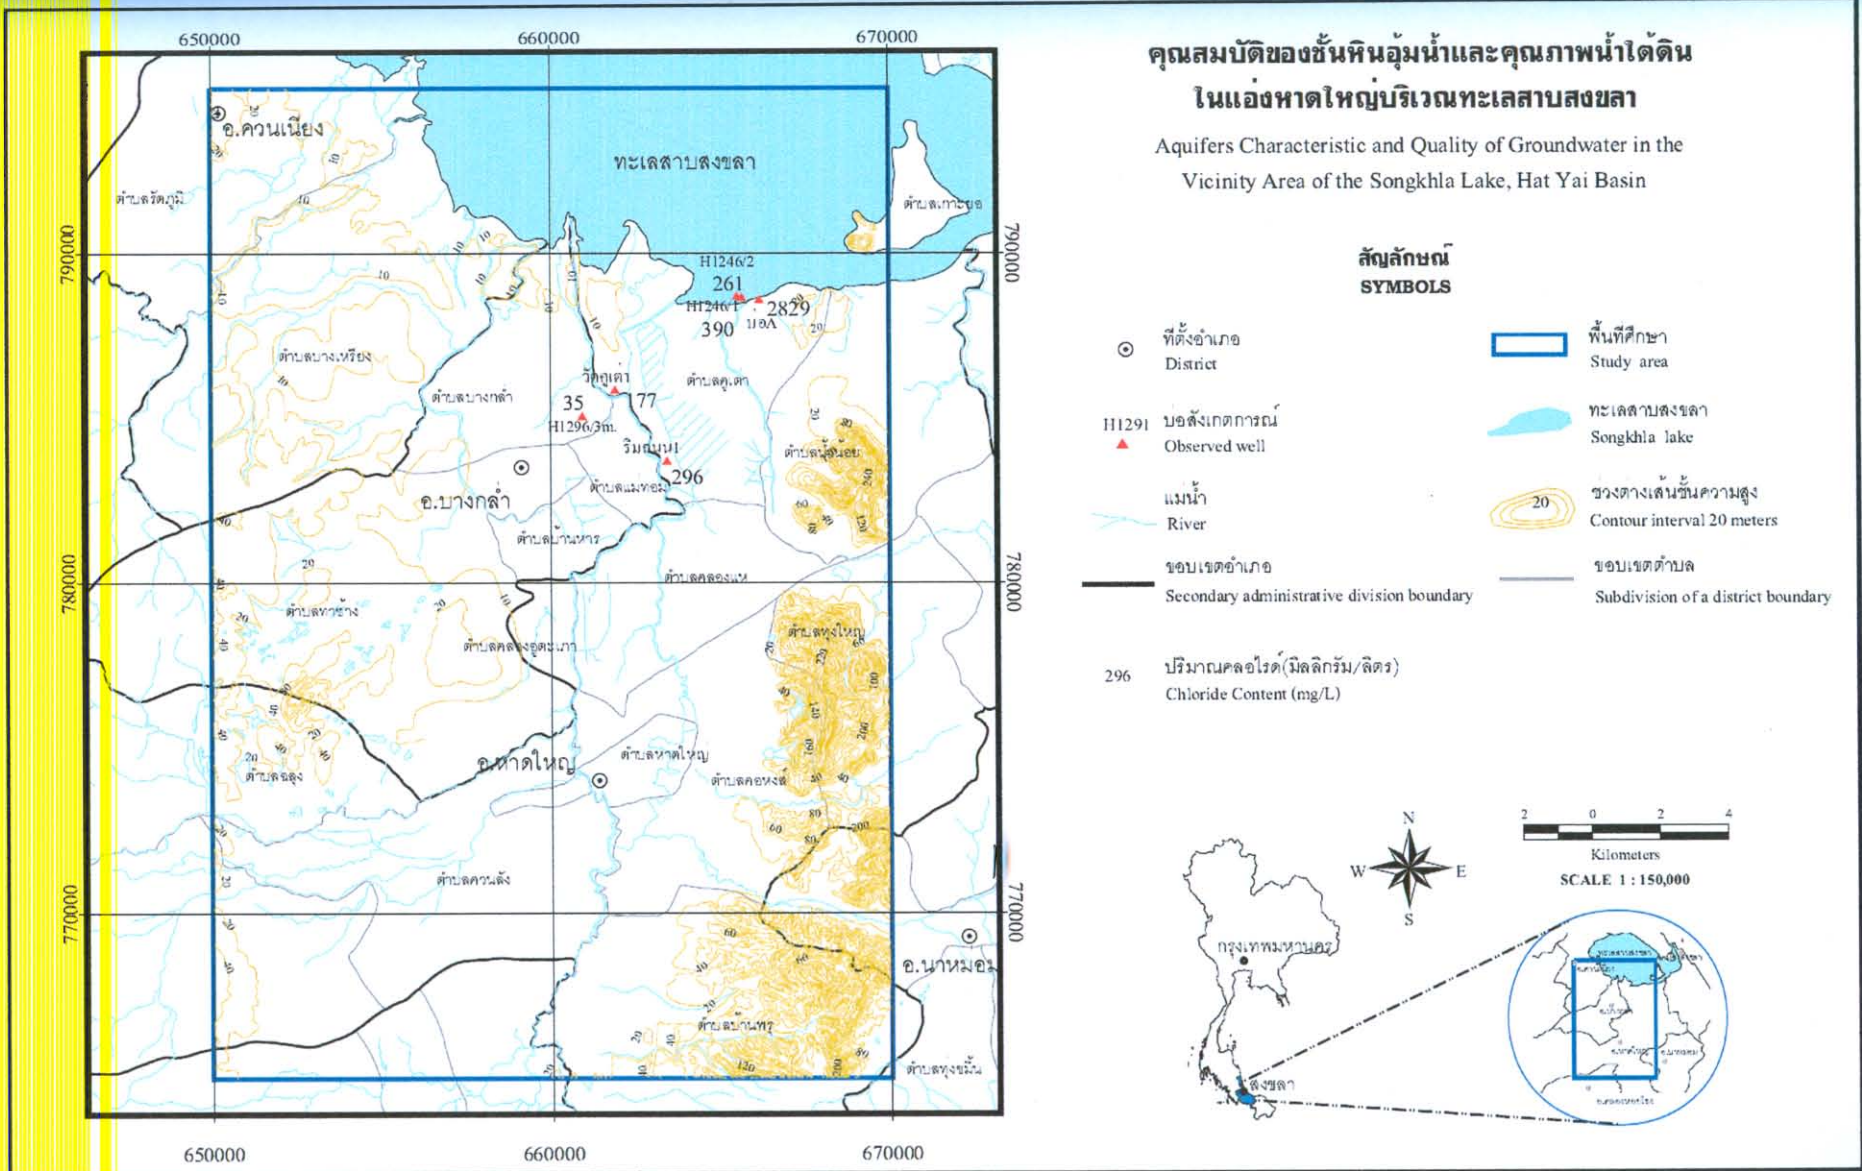 คุณสมบัติของชั้นหินอุ้มน้ำและคุณภาพน้ำใต้ดิน
ในแอ่งหาดใหญ่บริเวณทะเลสาบสงขลา
Aquifers Characteristic and Quality of Groundwater in the
Vicinity Area of the Songkhla Lake, Hat Yai Basin
สัญลักษณ์
SYMBOLS
ที่ตั้งอำเภอ
District
พื้นที่ศึกษา
Study area
H1291
บ่อสังเกตการณ์
Observed well
ทะเลสาบสงขลา
Songkhla lake
แม่น้ำ
River
20
ช่วงต่างเส้นชั้นความสูง
Contour interval 20 meters
ขอบเขตอำเภอ
Secondary administrative division boundary
ขอบเขตตำบล
Subdivision of a district boundary
296
ปริมาณคลอไรด์(มิลลิกรัม/ลิตร)
Chloride Content (mg/L)
N
W E
S
2 0 2 4
Kilometers
SCALE 1 : 150,000
กรุงเทพมหานคร
สงขลา
650000 660000 670000
790000 790000
780000 780000
770000 770000
650000 660000 670000
อ.ควนเนียง
ทะเลสาบสงขลา
ตำบลรัตภูมิ
ตำบลเกาะยอ
H1246/2
261
H1246/1
390
บ่อA
2829
ตำบลบางเหรียง
วัดคูเต่า
177
ตำบลคูเตา
ตำบลบางกล่ำ
35
H1296/3m.
ริมถนน1
296
ตำบลน้ำน้อย
ตำบลแม่ทอม
อ.บางกล่ำ
ตำบลบ้านหาร
ตำบลคลองแห
ตำบลท่าช้าง
ตำบลทุ่งใหญ่
ตำบลคลองอู่ตะเภา
อ.หาดใหญ่
ตำบลหาดใหญ่
ตำบลฉลุง
ตำบลคอหงส์
ตำบลควนลัง
อ.นาหม่อม
ตำบลบ้านพรุ
ตำบลทุ่งขมิ้น